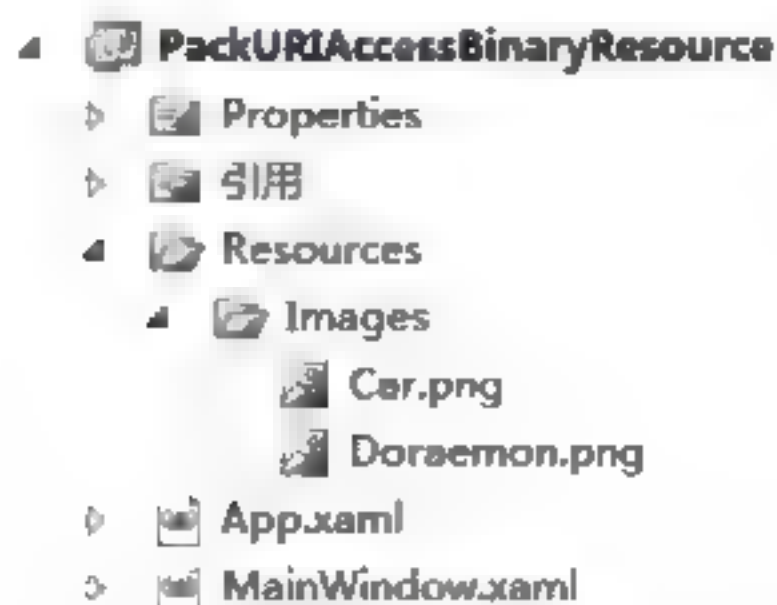 PackURIAccessBinaryResource
Properties
引用
Resources
Images
Car.png
Doraemon.png
App.xaml
MainWindow.xaml